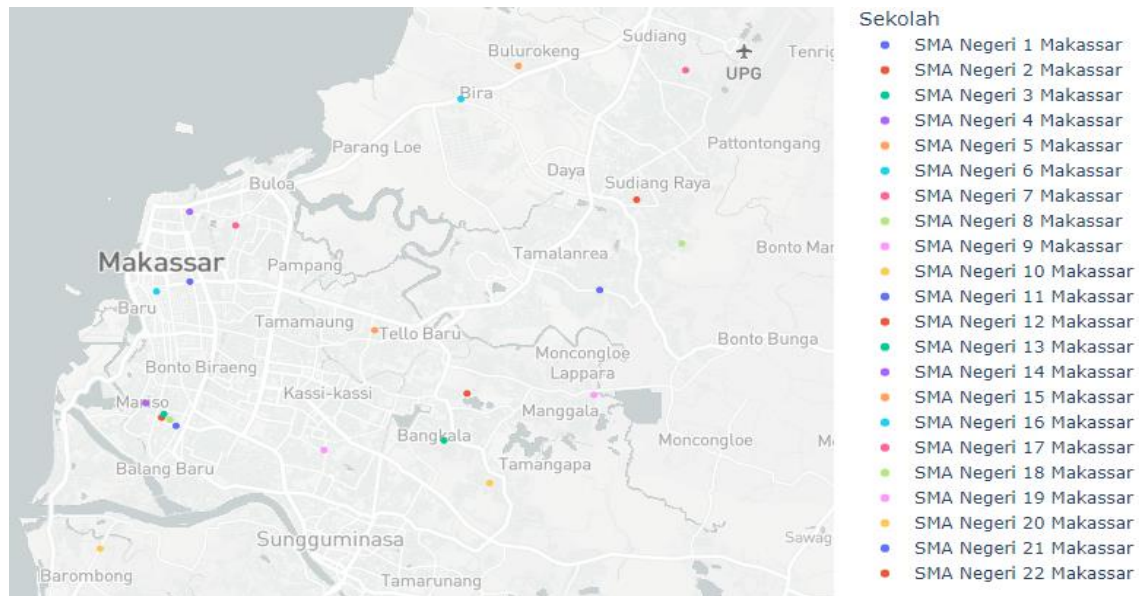 Sudiang
Bulurokeng
Tenrig
UPG
Bira
Parang Loe
Pattontongang
Daya
Buloa
Sudiang Raya
Makassar
Tamalanrea
Bonto Mar
Pampang
Baru
Tamamaung
Tello Baru
Bonto Bunga
Moncongloe
Lappara
Bonto Biraeng
Kassi-kassi
Mariso
Manggala
Bangkala
Moncongloe
Balang Baru
Tamangapa
Sungguminasa
Sawag
Barombong
Tamarunang
Sekolah
SMA Negeri 1 Makassar
SMA Negeri 2 Makassar
SMA Negeri 3 Makassar
SMA Negeri 4 Makassar
SMA Negeri 5 Makassar
SMA Negeri 6 Makassar
SMA Negeri 7 Makassar
SMA Negeri 8 Makassar
SMA Negeri 9 Makassar
SMA Negeri 10 Makassar
SMA Negeri 11 Makassar
SMA Negeri 12 Makassar
SMA Negeri 13 Makassar
SMA Negeri 14 Makassar
SMA Negeri 15 Makassar
SMA Negeri 16 Makassar
SMA Negeri 17 Makassar
SMA Negeri 18 Makassar
SMA Negeri 19 Makassar
SMA Negeri 20 Makassar
SMA Negeri 21 Makassar
SMA Negeri 22 Makassar